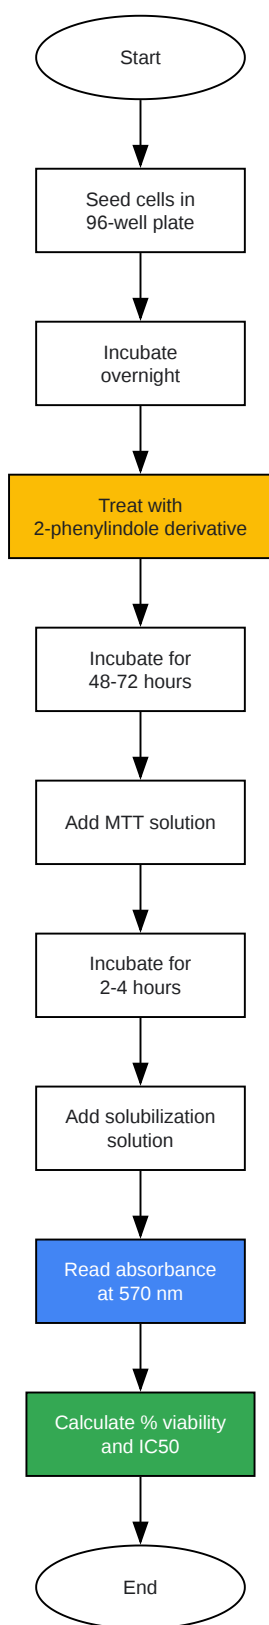 Start
Seed cells in
96-well plate
Incubate
overnight
Treat with
2-phenylindole derivative
Incubate for
48-72 hours
Add MTT solution
Incubate for
2-4 hours
Add solubilization
solution
Read absorbance
at 570 nm
Calculate % viability
and IC50
End